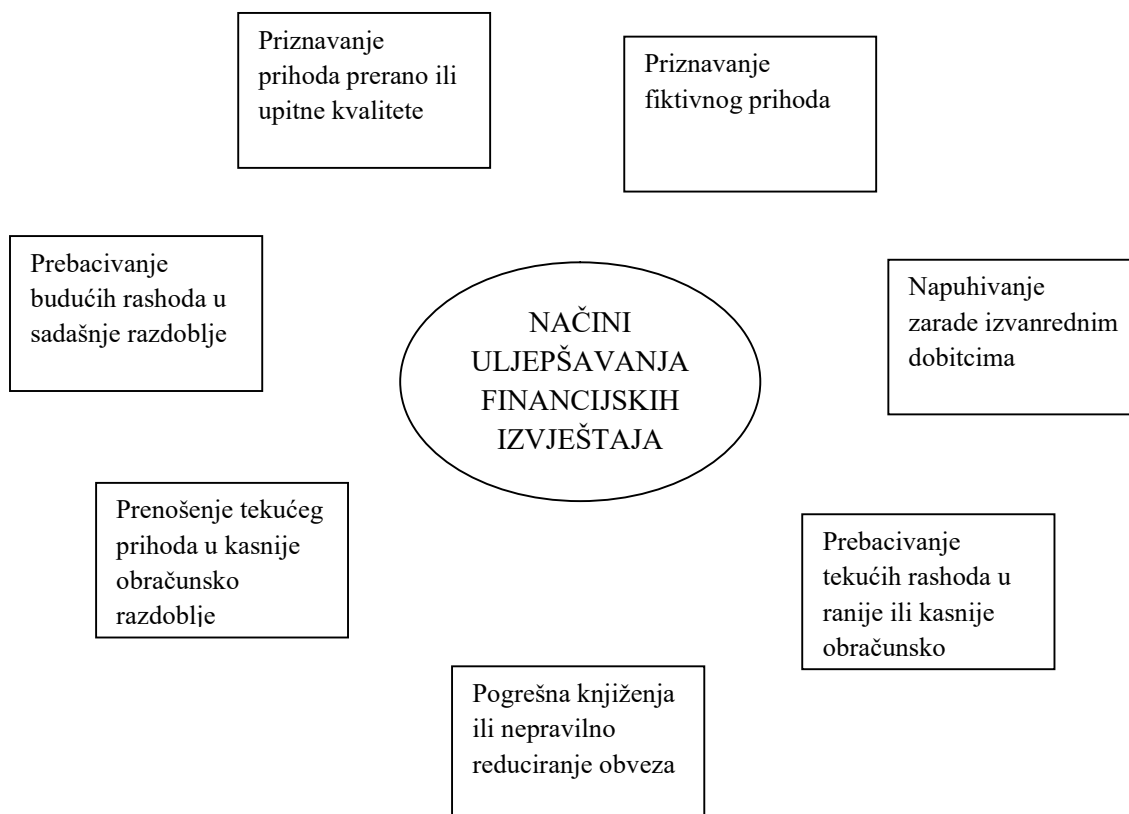 Priznavanje
prihoda prerano ili
upitne kvalitete
Priznavanje
fiktivnog prihoda
Prebacivanje
budućih rashoda u
sadašnje razdoblje
NAČINI
ULJEPŠAVANJA
FINANCIJSKIH
IZVJEŠTAJA
Napuhivanje
zarade izvanrednim
dobitcima
Prenošenje tekućeg
prihoda u kasnije
obračunsko
razdoblje
Prebacivanje
tekućih rashoda u
ranije ili kasnije
obračunsko
Pogrešna knjiženja
ili nepravilno
reduciranje obveza